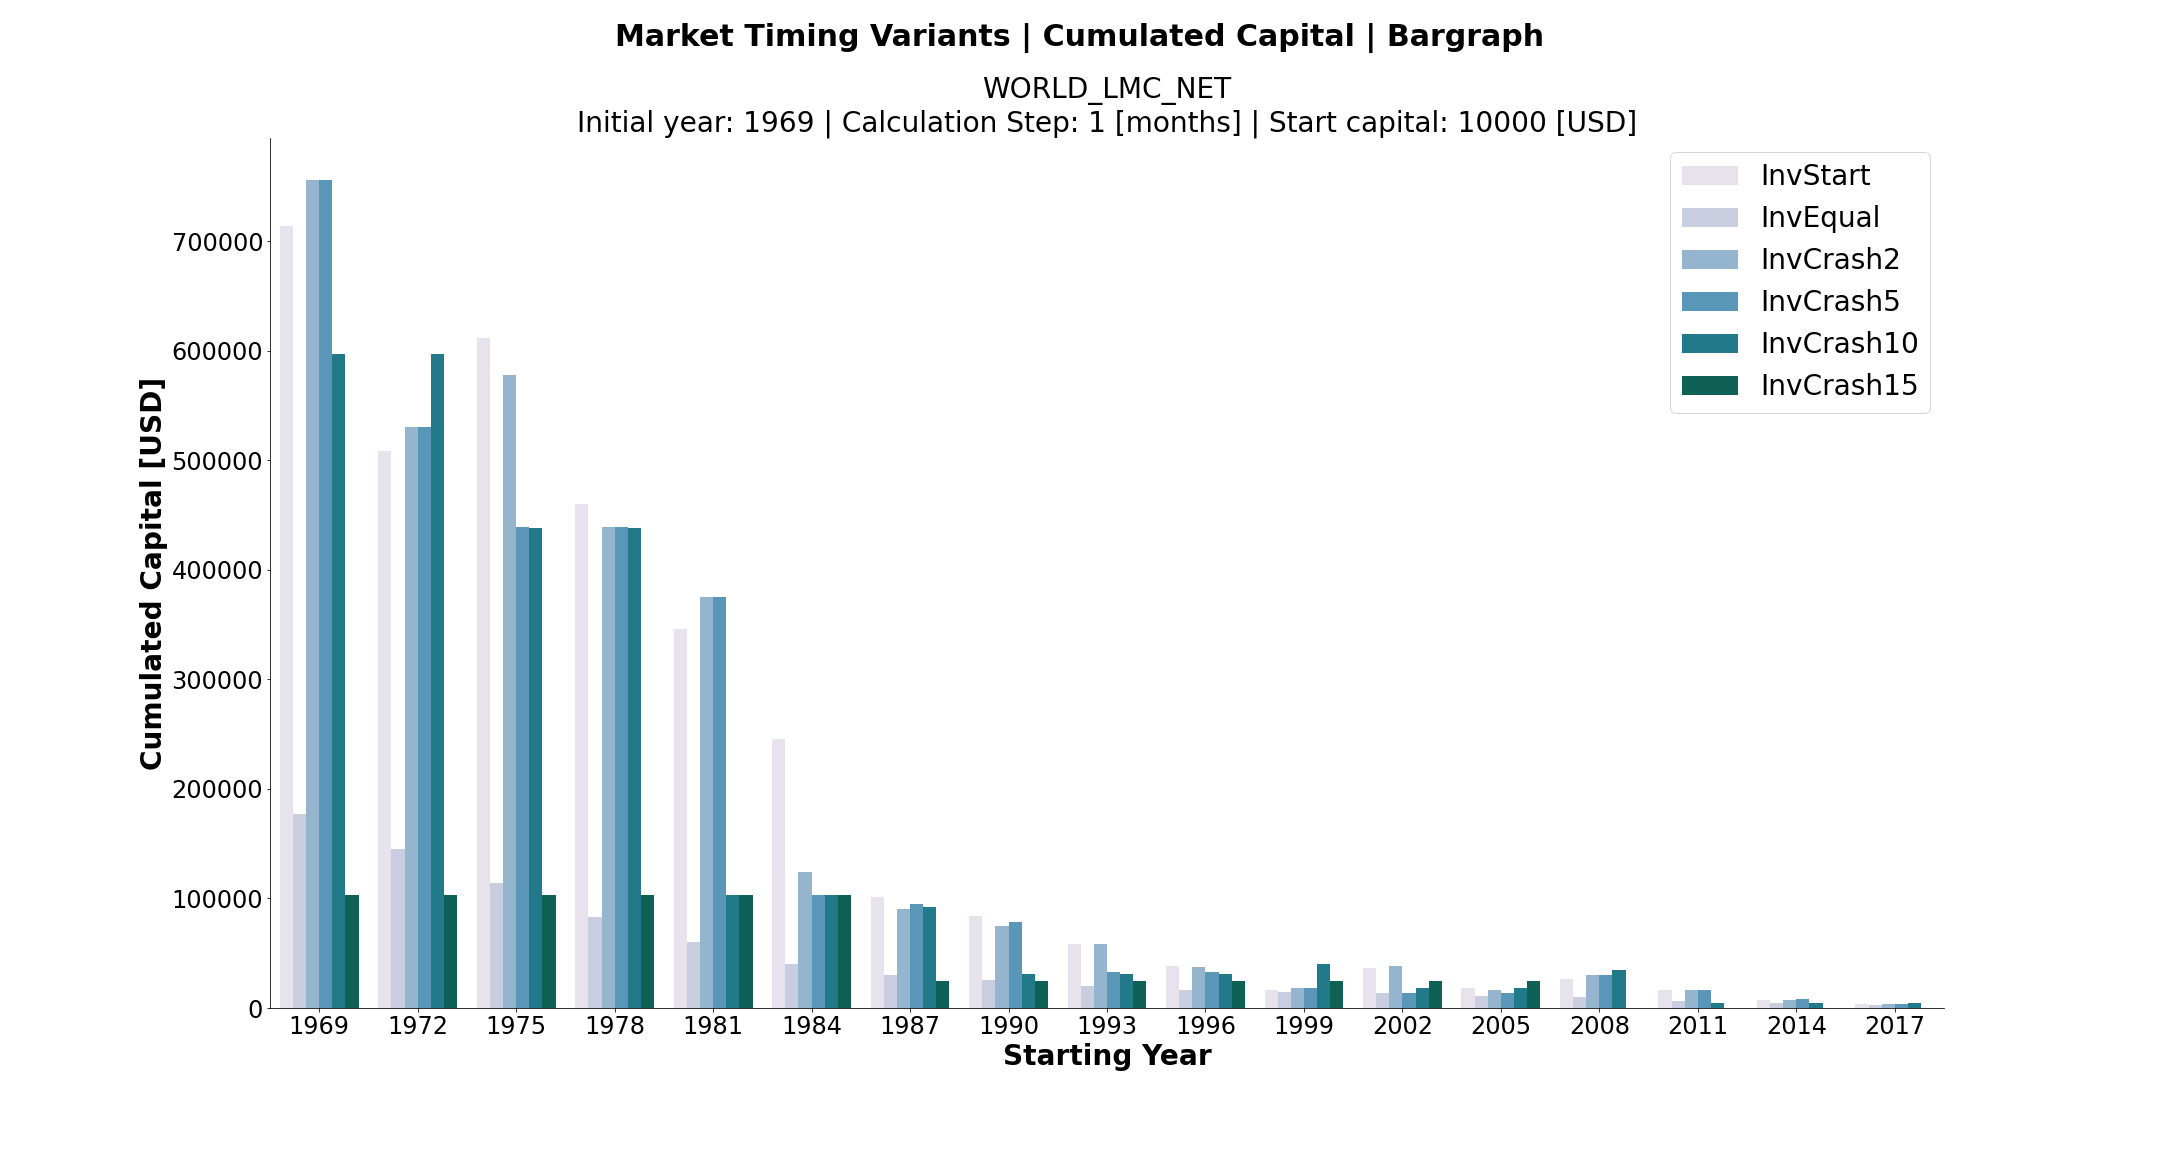 Market Timing Variants | Cumulated Capital | Bargraph
WORLD_LMC_NET
Initial year: 1969 | Calculation Step: 1 [months] | Start capital: 10000 [USD]
InvStart
InvEqual
InvCrash2
InvCrash5
InvCrash10
InvCrash15
Cumulated Capital [USD]
700000
600000
500000
400000
300000
200000
100000
0
1969 1972 1975 1978 1981 1984 1987 1990 1993 1996 1999 2002 2005 2008 2011 2014 2017
Starting Year